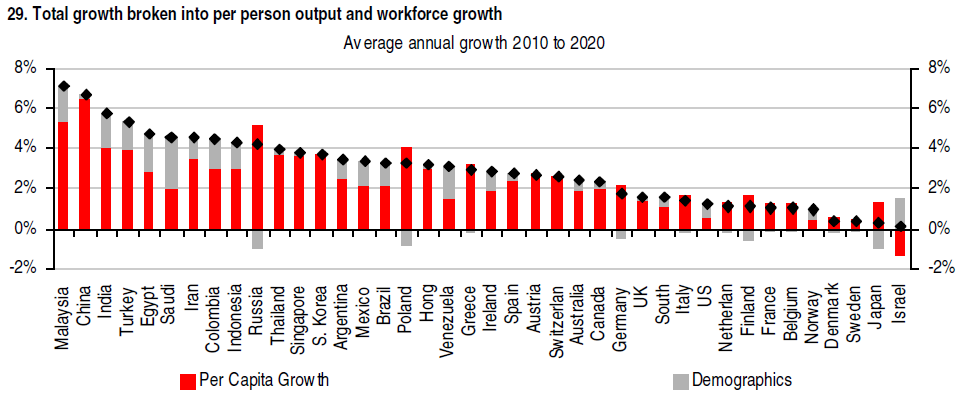 29. Total growth broken into per person output and workforce growth
Average annual growth 2010 to 2020
8% 8%
6% 6%
4% 4%
2% 2%
0% 0%
-2% -2%
Malaysia
China
India
Turkey
Egypt
Saudi
Iran
Colombia
Indonesia
Russia
Thailand
Singapore
S. Korea
Argentina
Mexico
Brazil
Poland
Hong
Venezuela
Greece
Ireland
Spain
Austria
Switzerlan
Australia
Canada
Germany
UK
South
Italy
US
Netherlan
Finland
France
Belgium
Norway
Denmark
Sweden
Japan
Israel
Per Capita Growth
Demographics